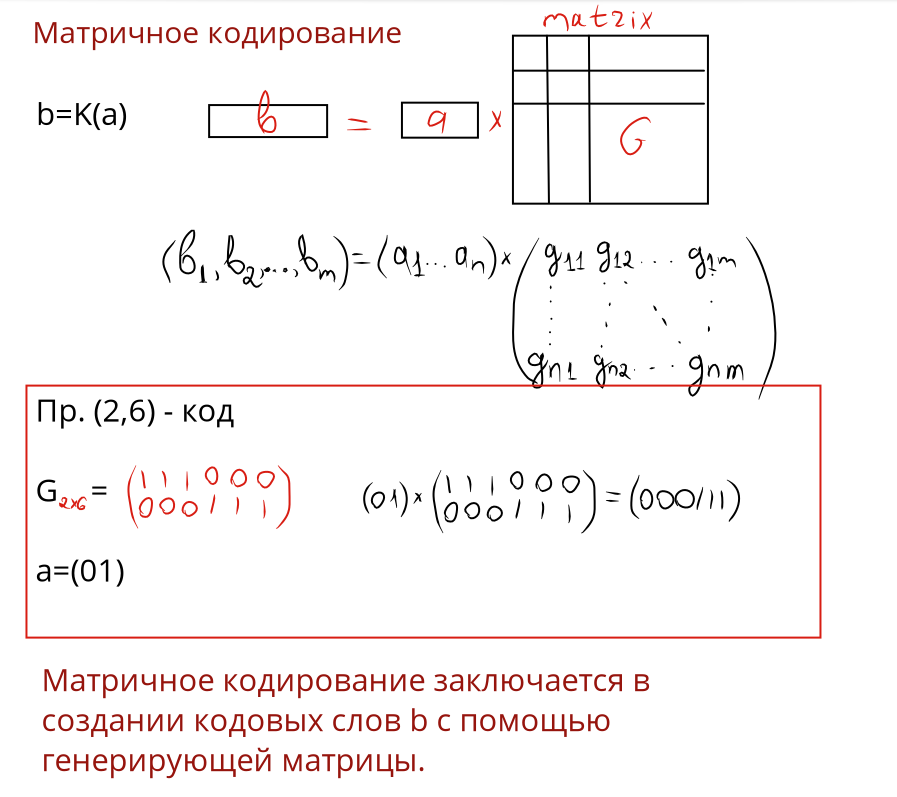 matrix
Матричное кодирование
b=K(a)
b = a × G
(b₁, b₂,..., bₘ) = (a₁... aₙ) × (g₁₁ g₁₂ ... g₁ₘ
gₙ₁ gₙ₂ ... gₙₘ)
Пр. (2,6) - код
G₂ₓ₆= (1 1 1 0 0 0
0 0 0 1 1 1)
(01) × (1 1 1 0 0 0
0 0 0 1 1 1) = (000111)
a=(01)
Матричное кодирование заключается в
создании кодовых слов b с помощью
генерирующей матрицы.